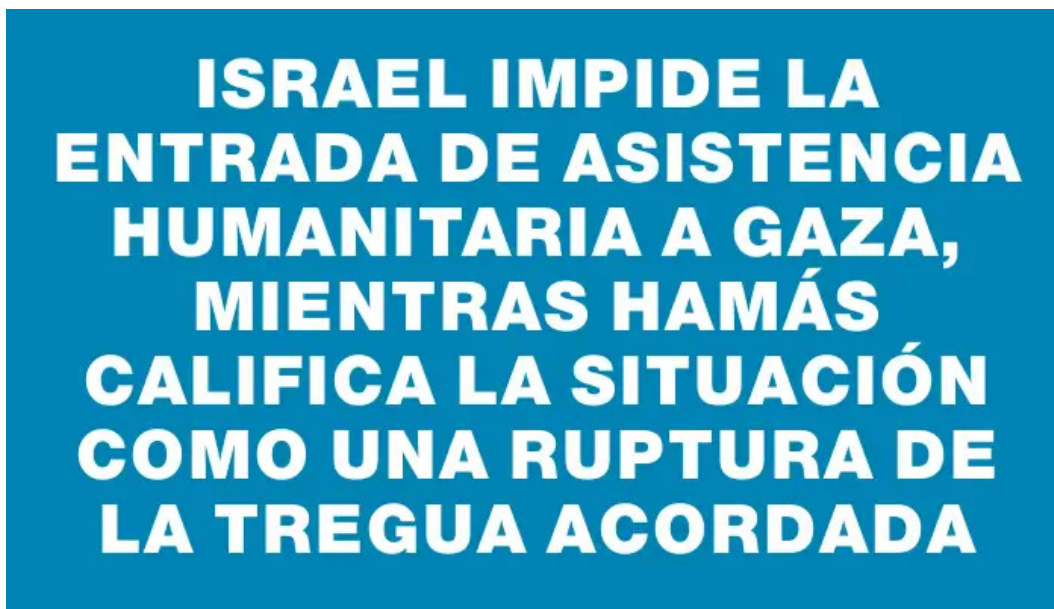 ISRAEL IMPIDE LA
ENTRADA DE ASISTENCIA
HUMANITARIA A GAZA,
MIENTRAS HAMÁS
CALIFICA LA SITUACIÓN
COMO UNA RUPTURA DE
LA TREGUA ACORDADA